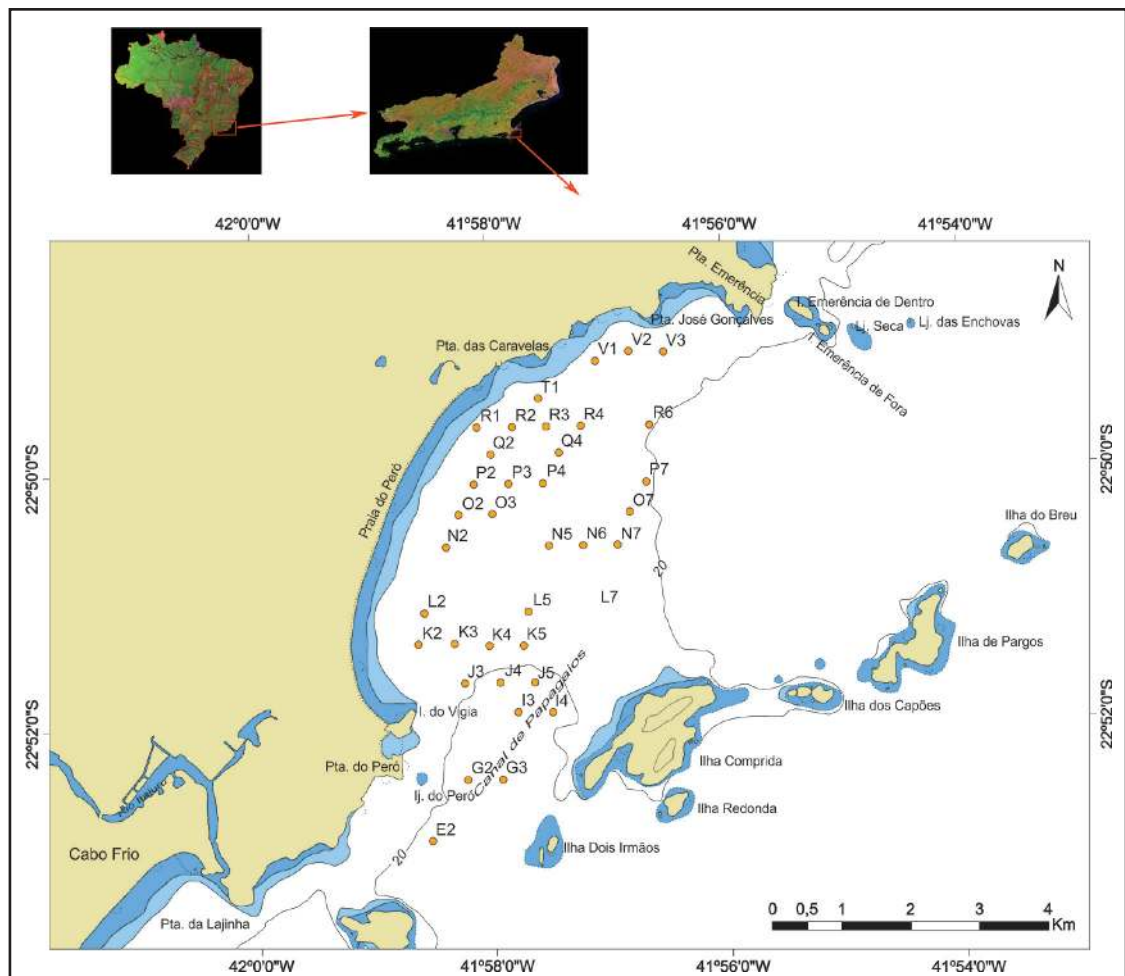 42°0'0"W 41°58'0"W 41°56'0"W 41°54'0"W
Pta. Emerência
N
I. Emerência de Dentro
Pta. José Gonçalves
Lj. Seca
Lj. das Enchovas
I. Emerência de Fora
Pta. das Caravelas
V1 V2 V3
T1
R1 R2 R3 R4 R6
Q2 Q4
22°50'0"S 22°50'0"S
P2 P3 P4 P7
Praia do Peró
O2 O3 O7
Ilha do Breu
N2 N5 N6 N7
20
L2 L5 L7
K2 K3 K4 K5
Ilha de Pargos
J3 J4 J5
Canal de Papagaios
I. do Vigia
I3 I4
Ilha dos Capões
22°52'0"S 22°52'0"S
Pta. do Peró
G2 G3
Ilha Comprida
Ij. do Peró
Rio Itajuru
Ilha Redonda
E2
Cabo Frio
20
Ilha Dois Irmãos
Pta. da Lajinha
0 0,5 1 2 3 4
Km
42°0'0"W 41°58'0"W 41°56'0"W 41°54'0"W